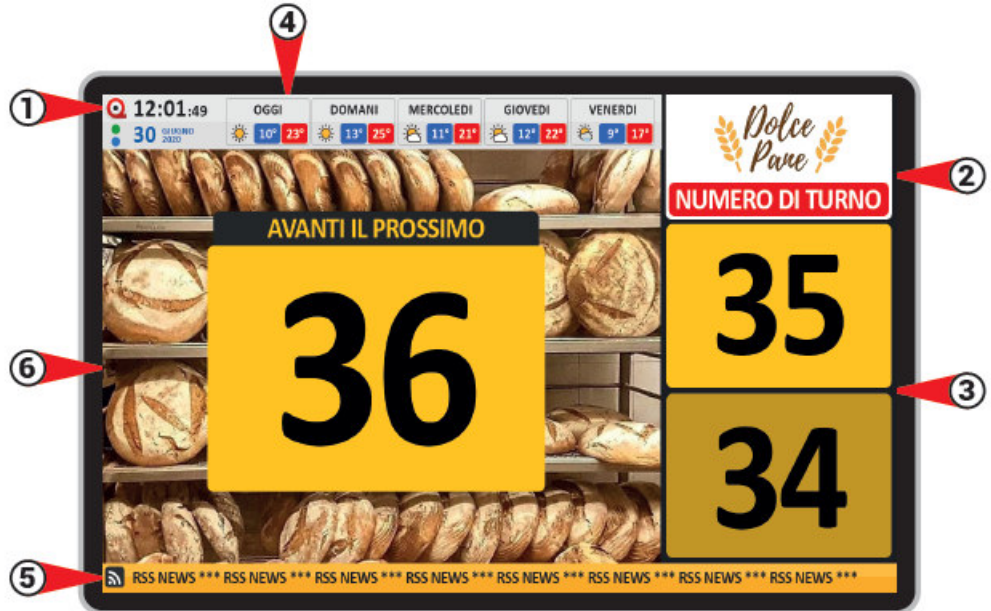 ④
① 12:01:49
30 GIUGNO 2020
OGGI DOMANI MERCOLEDI GIOVEDI VENERDI
10° 23° 13° 25° 11° 21° 12° 22° 9° 17°
Dolce
Pane
②
NUMERO DI TURNO
AVANTI IL PROSSIMO
36
35
⑥
③
34
⑤ RSS NEWS *** RSS NEWS *** RSS NEWS *** RSS NEWS *** RSS NEWS *** RSS NEWS *** RSS NEWS *** RSS NEWS ***